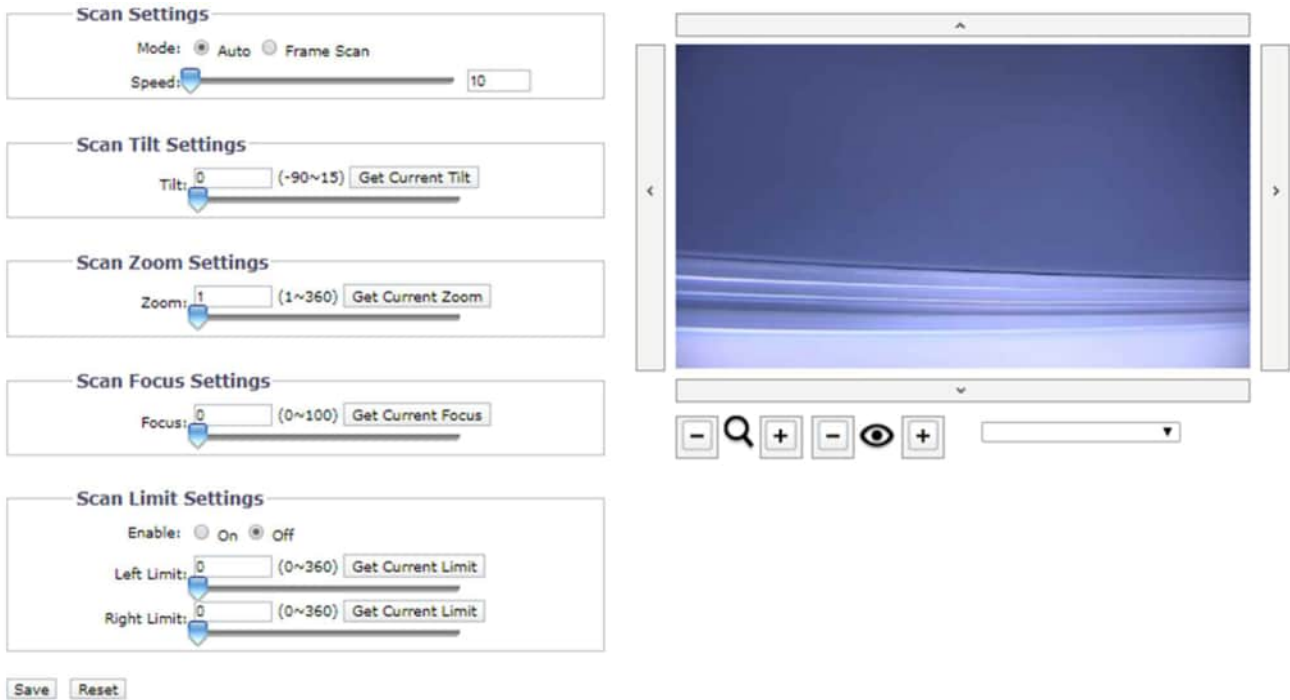 Scan Settings
Mode: Auto Frame Scan
Speed: 10
Scan Tilt Settings
Tilt: 0 (-90~15) Get Current Tilt
Scan Zoom Settings
Zoom: 1 (1~360) Get Current Zoom
Scan Focus Settings
Focus: 0 (0~100) Get Current Focus
Scan Limit Settings
Enable: On Off
Left Limit: 0 (0~360) Get Current Limit
Right Limit: 0 (0~360) Get Current Limit
Save Reset